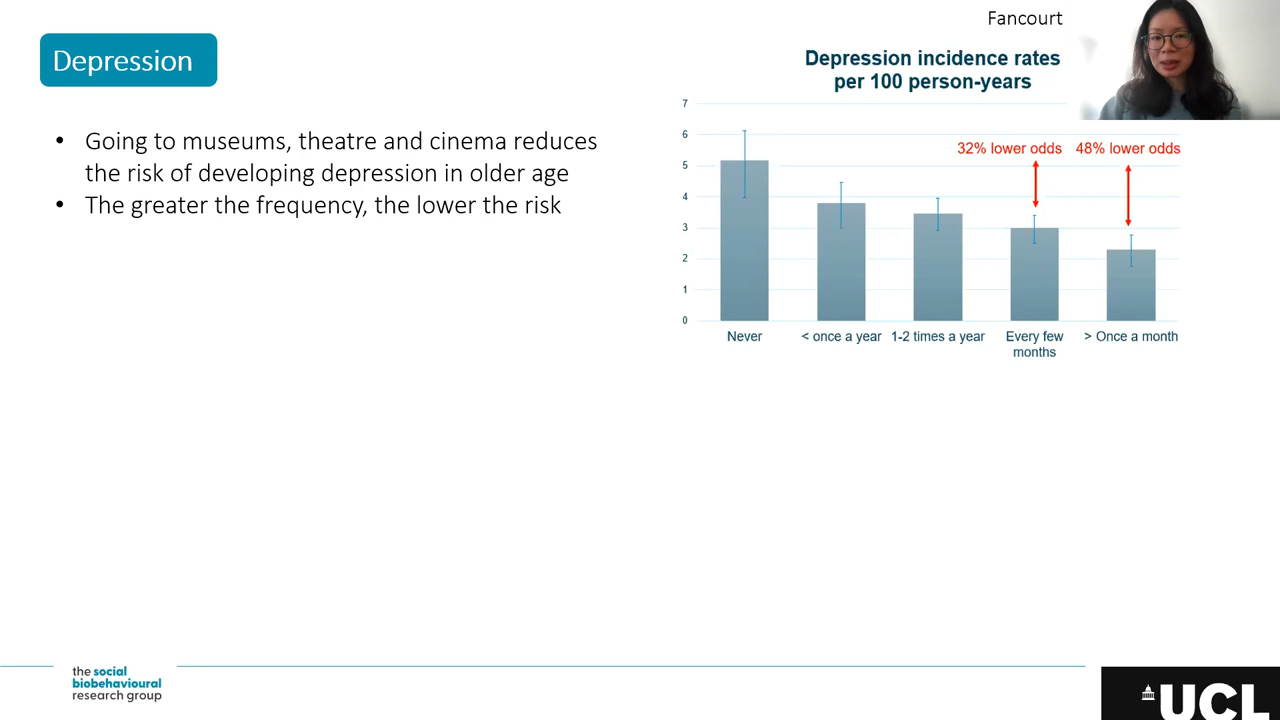 Fancourt
Depression
Depression incidence rates
per 100 person-years
• Going to museums, theatre and cinema reduces
the risk of developing depression in older age
• The greater the frequency, the lower the risk
7
6
5
4
3
2
1
0
32% lower odds
48% lower odds
Never
< once a year
1-2 times a year
Every few
months
> Once a month
the social
biobehavioural
research group
UCL